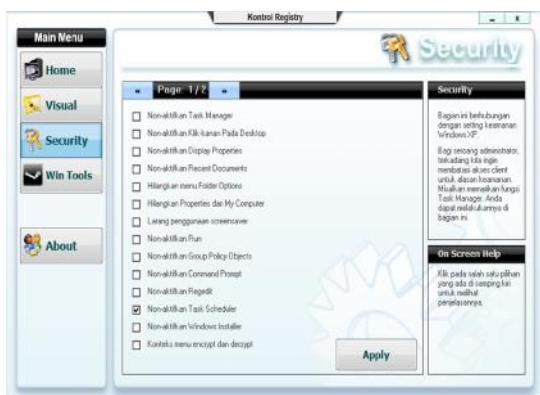 Kontrol Registry
Main Menu
Home
Visual
Security
Win Tools
About
Security
Page: 1/2
Non-aktifkan Task Manager
Non-aktifkan Klik-kanan Pada Desktop
Non-aktifkan Display Properties
Non-aktifkan Recent Documents
Hilangkan menu Folder Options
Hilangkan Properties dari My Computer
Larang penggunaan screensaver
Non-aktifkan Run
Non-aktifkan Group Policy Objects
Non-aktifkan Command Prompt
Non-aktifkan Regedit
Non-aktifkan Task Scheduler
Non-aktifkan Windows Installer
Konteks menu encrypt dan decrypt
Apply
Security
Bagian ini berhubungan
dengan setting keamanan
Windows XP.
Bagi seorang administrator,
terkadang kita ingin
membatasi akses client
untuk alasan keamanan.
Misalkan mematikan fungsi
Task Manager. Anda
dapat melakukannya di
bagian ini.
On Screen Help
Klik pada salah satu pilihan
yang ada di samping kiri
untuk melihat
penjelasannya.